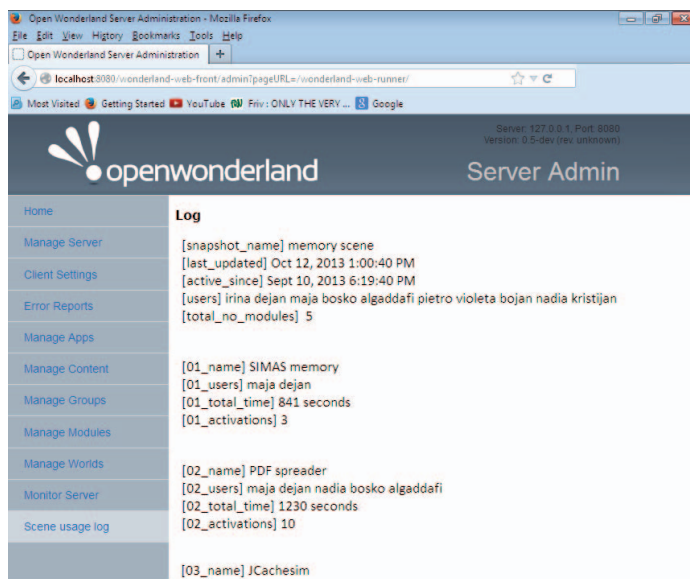 Open Wonderland Server Administration - Mozilla Firefox
File Edit View History Bookmarks Tools Help
Open Wonderland Server Administration
localhost:8080/wonderland-web-front/admin?pageURL=/wonderland-web-runner/
Most Visited Getting Started YouTube Friv : ONLY THE VERY ... Google
Server: 127.0.0.1, Port: 8080
Version: 0.5-dev (rev. unknown)
openwonderland
Server Admin
Home
Manage Server
Client Settings
Error Reports
Manage Apps
Manage Content
Manage Groups
Manage Modules
Manage Worlds
Monitor Server
Scene usage log
Log
[snapshot_name] memory scene
[last_updated] Oct 12, 2013 1:00:40 PM
[active_since] Sept 10, 2013 6:19:40 PM
[users] irina dejan maja bosko algaddafi pietro violeta bojan nadia kristijan
[total_no_modules] 5
[01_name] SIMAS memory
[01_users] maja dejan
[01_total_time] 841 seconds
[01_activations] 3
[02_name] PDF spreader
[02_users] maja dejan nadia bosko algaddafi
[02_total_time] 1230 seconds
[02_activations] 10
[03_name] JCachesim